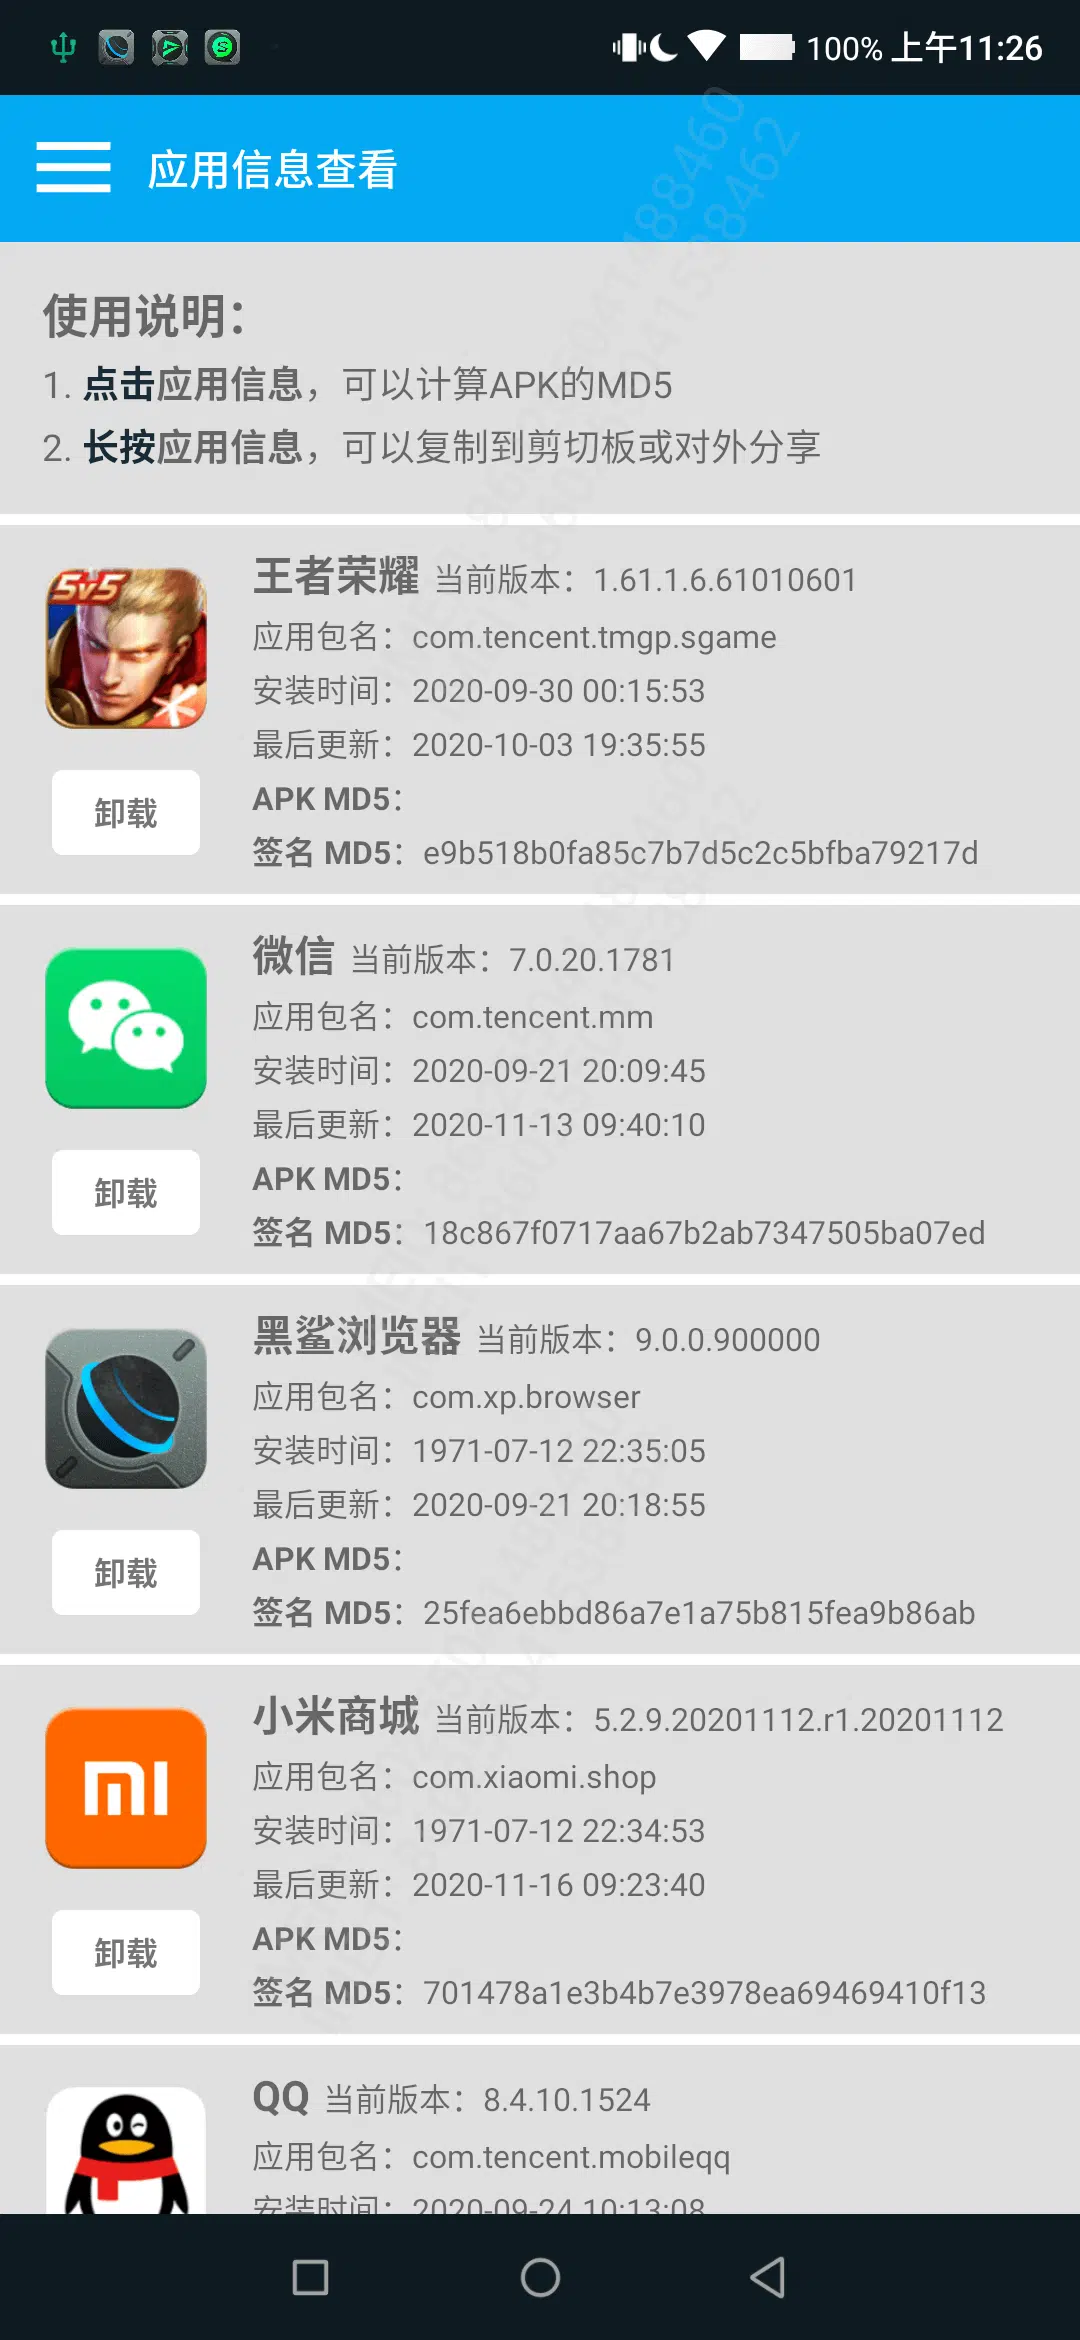 100% 上午11:26
应用信息查看
使用说明：
1. 点击应用信息，可以计算APK的MD5
2. 长按应用信息，可以复制到剪切板或对外分享
5v5
王者荣耀 当前版本：1.61.1.6.61010601
应用包名：com.tencent.tmgp.sgame
安装时间：2020-09-30 00:15:53
最后更新：2020-10-03 19:35:55
卸载
APK MD5：
签名 MD5：e9b518b0fa85c7b7d5c2c5bfba79217d
微信 当前版本：7.0.20.1781
应用包名：com.tencent.mm
安装时间：2020-09-21 20:09:45
最后更新：2020-11-13 09:40:10
卸载
APK MD5：
签名 MD5：18c867f0717aa67b2ab7347505ba07ed
黑鲨浏览器 当前版本：9.0.0.900000
应用包名：com.xp.browser
安装时间：1971-07-12 22:35:05
最后更新：2020-09-21 20:18:55
卸载
APK MD5：
签名 MD5：25fea6ebbd86a7e1a75b815fea9b86ab
小米商城 当前版本：5.2.9.20201112.r1.20201112
应用包名：com.xiaomi.shop
安装时间：1971-07-12 22:34:53
最后更新：2020-11-16 09:23:40
卸载
APK MD5：
签名 MD5：701478a1e3b4b7e3978ea69469410f13
QQ 当前版本：8.4.10.1524
应用包名：com.tencent.mobileqq
安装时间：2020-09-24 10:13:08